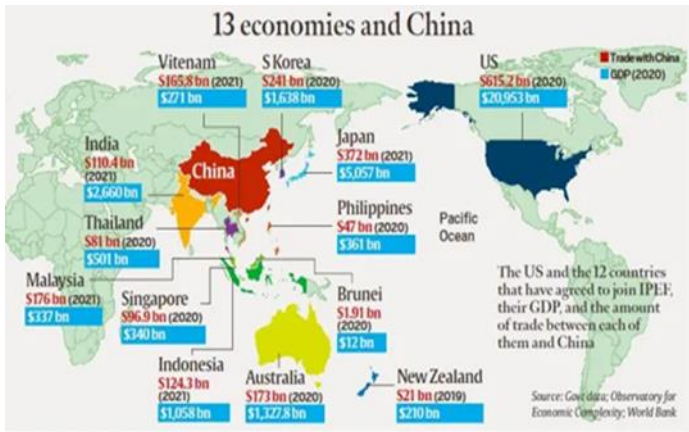 13 economies and China
Vitenam
$165.8 bn (2021)
$271 bn
S Korea
$241 bn (2020)
$1,638 bn
US
$615.2 bn (2020)
$20,953 bn
Trade with China
GDP (2020)
India
$110.4 bn
(2021)
$2,660 bn
China
Japan
$372 bn (2021)
$5,057 bn
Thailand
$81 bn (2020)
$501 bn
Philippines
$47 bn (2020)
$361 bn
Pacific
Ocean
Malaysia
$176 bn (2021)
$337 bn
Singapore
$96.9 bn (2020)
$340 bn
Brunei
$1.91 bn
(2020)
$12 bn
The US and the 12 countries
that have agreed to join IPEF,
their GDP, and the amount
of trade between each of
them and China
Indonesia
$124.3 bn
(2021)
$1,058 bn
Australia
$173 bn (2020)
$1,327.8 bn
New Zealand
$21 bn (2019)
$210 bn
Source: Govt data; Observatory for
Economic Complexity; World Bank